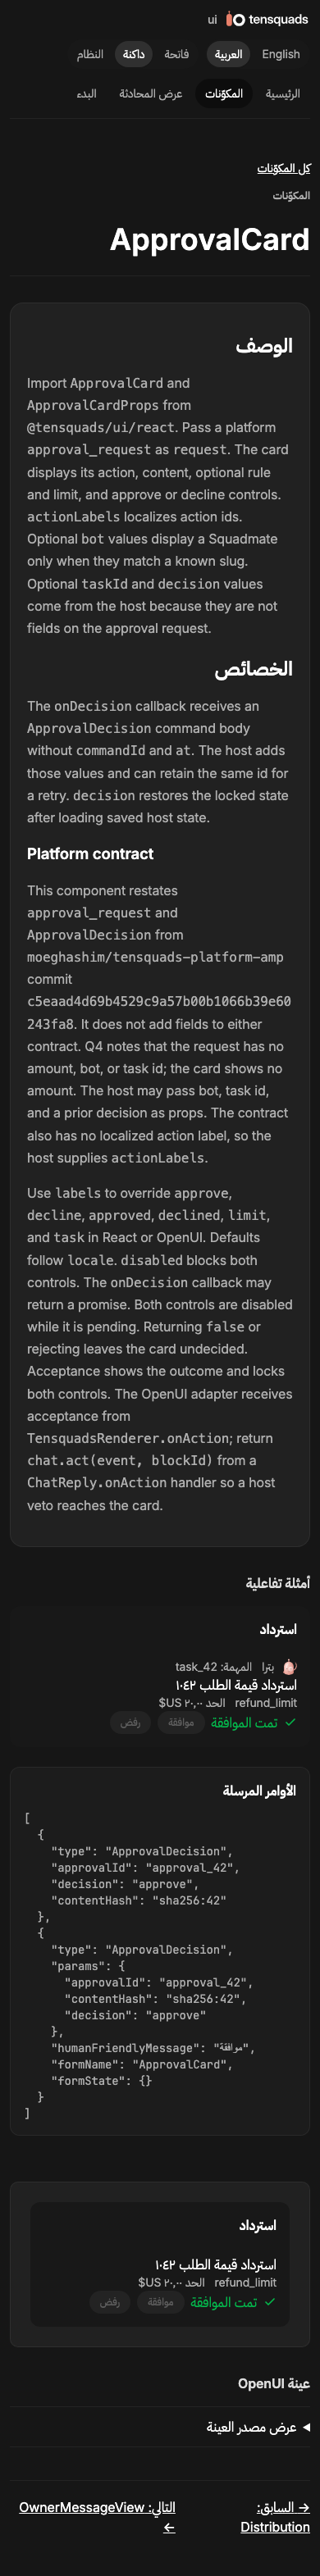 tensquads ui
English العربية فاتحة داكنة النظام
الرئيسية المكوّنات عرض المحادثة البدء
كل المكوّنات
المكوّنات
ApprovalCard
الوصف
Import ApprovalCard and
ApprovalCardProps from
@tensquads/ui/react. Pass a platform
approval_request as request. The card
displays its action, content, optional rule
and limit, and approve or decline controls.
actionLabels localizes action ids.
Optional bot values display a Squadmate
only when they match a known slug.
Optional taskId and decision values
come from the host because they are not
fields on the approval request.
الخصائص
The onDecision callback receives an
ApprovalDecision command body
without commandId and at. The host adds
those values and can retain the same id for
a retry. decision restores the locked state
after loading saved host state.
Platform contract
This component restates
approval_request and
ApprovalDecision from
moeghashim/tensquads-platform-amp
commit
c5eaad4d69b4529c9a57b00b1066b39e60
243fa8. It does not add fields to either
contract. Q4 notes that the request has no
amount, bot, or task id; the card shows no
amount. The host may pass bot, task id,
and a prior decision as props. The contract
also has no localized action label, so the
host supplies actionLabels.
Use labels to override approve,
decline, approved, declined, limit,
and task in React or OpenUI. Defaults
follow locale. disabled blocks both
controls. The onDecision callback may
return a promise. Both controls are disabled
while it is pending. Returning false or
rejecting leaves the card undecided.
Acceptance shows the outcome and locks
both controls. The OpenUI adapter receives
acceptance from
TensquadsRenderer.onAction; return
chat.act(event, blockId) from a
ChatReply.onAction handler so a host
veto reaches the card.
أمثلة تفاعلية
استرداد
بترا المهمة: task_42
استرداد قيمة الطلب ١٠٤٢
refund_limit الحد ٢٠٫٠٠ US$
✓ تمت الموافقة موافقة رفض
الأوامر المرسلة
[
{
"type": "ApprovalDecision",
"approvalId": "approval_42",
"decision": "approve",
"contentHash": "sha256:42"
},
{
"type": "ApprovalDecision",
"params": {
"approvalId": "approval_42",
"contentHash": "sha256:42",
"decision": "approve"
},
"humanFriendlyMessage": "موافقة",
"formName": "ApprovalCard",
"formState": {}
}
]
استرداد
استرداد قيمة الطلب ١٠٤٢
refund_limit الحد ٢٠٫٠٠ US$
✓ تمت الموافقة موافقة رفض
عينة OpenUI
عرض مصدر العينة
→ السابق:
Distribution
التالي: OwnerMessageView
←